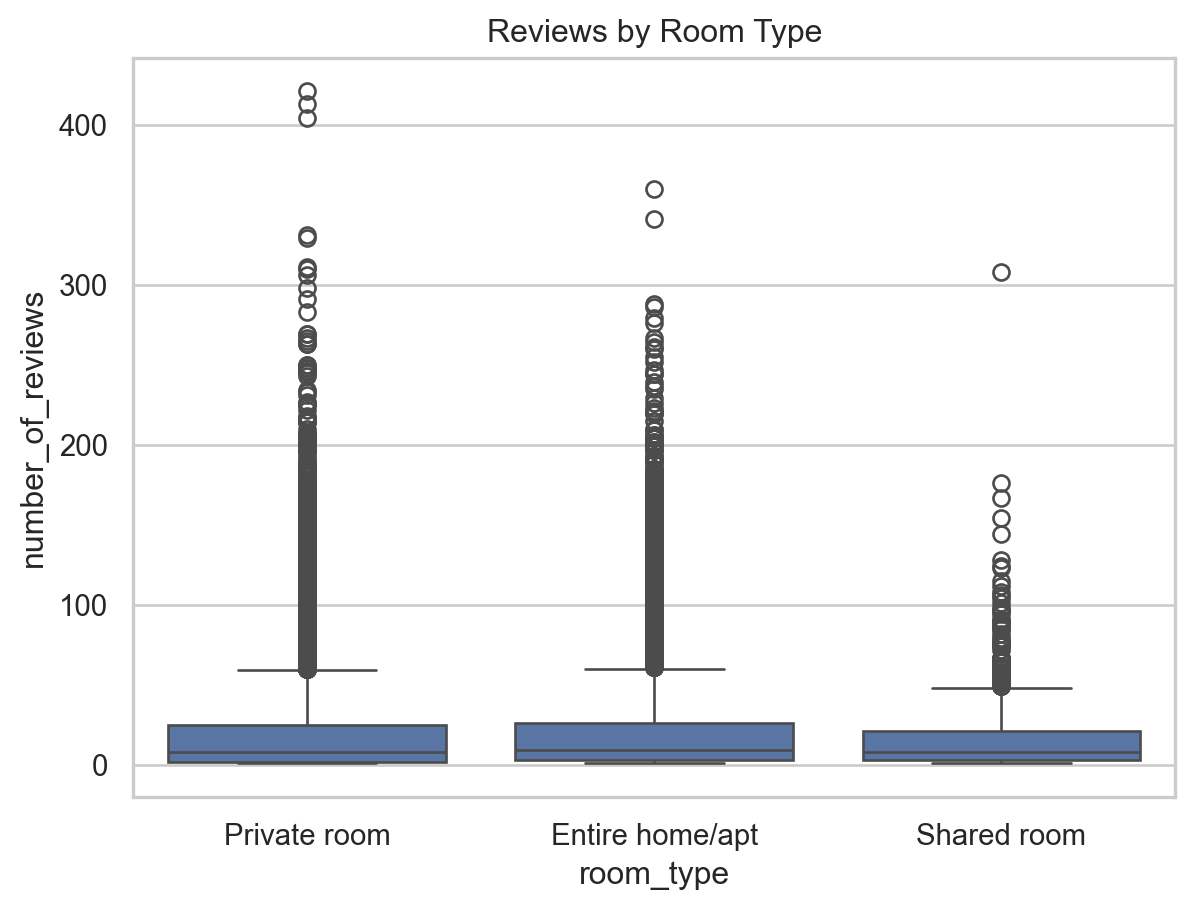 Reviews by Room Type
number_of_reviews
400
300
200
100
0
Private room
Entire home/apt
Shared room
room_type